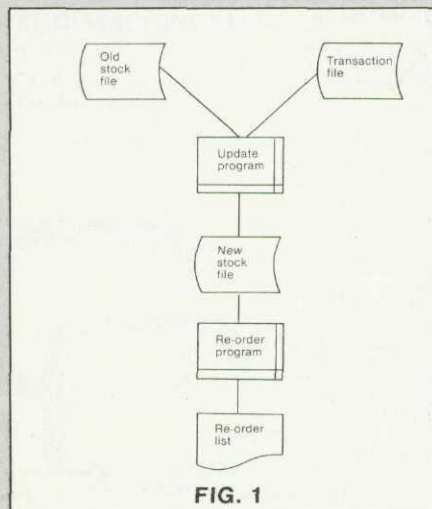 Old
stock
file
Transaction
file
Update
program
New
stock
file
Re-order
program
Re-order
list
FIG. 1